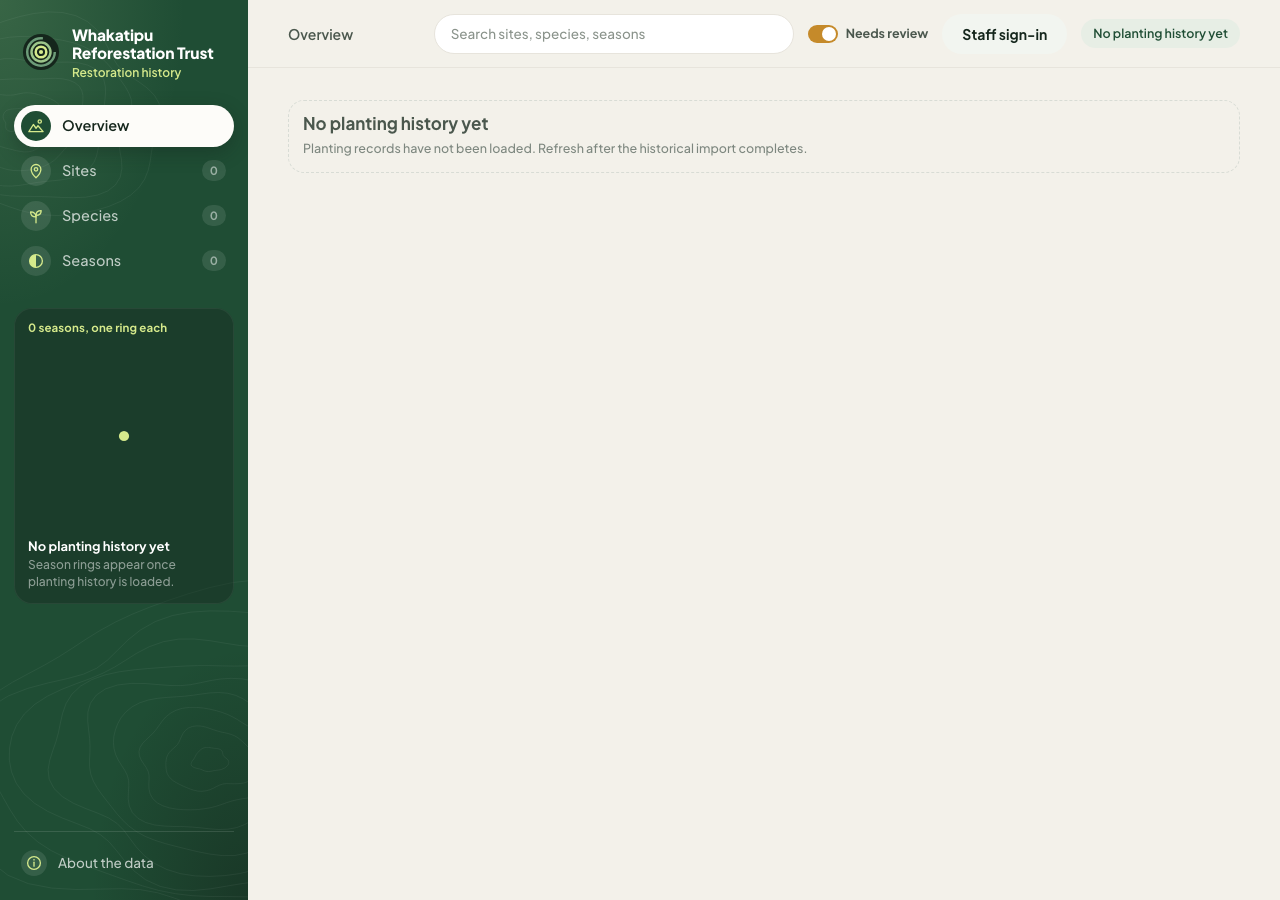 Whakatipu
Reforestation Trust
Restoration history
Overview
Sites 0
Species 0
Seasons 0
0 seasons, one ring each
No planting history yet
Season rings appear once
planting history is loaded.
About the data
Overview
Search sites, species, seasons
Needs review
Staff sign-in
No planting history yet
No planting history yet
Planting records have not been loaded. Refresh after the historical import completes.